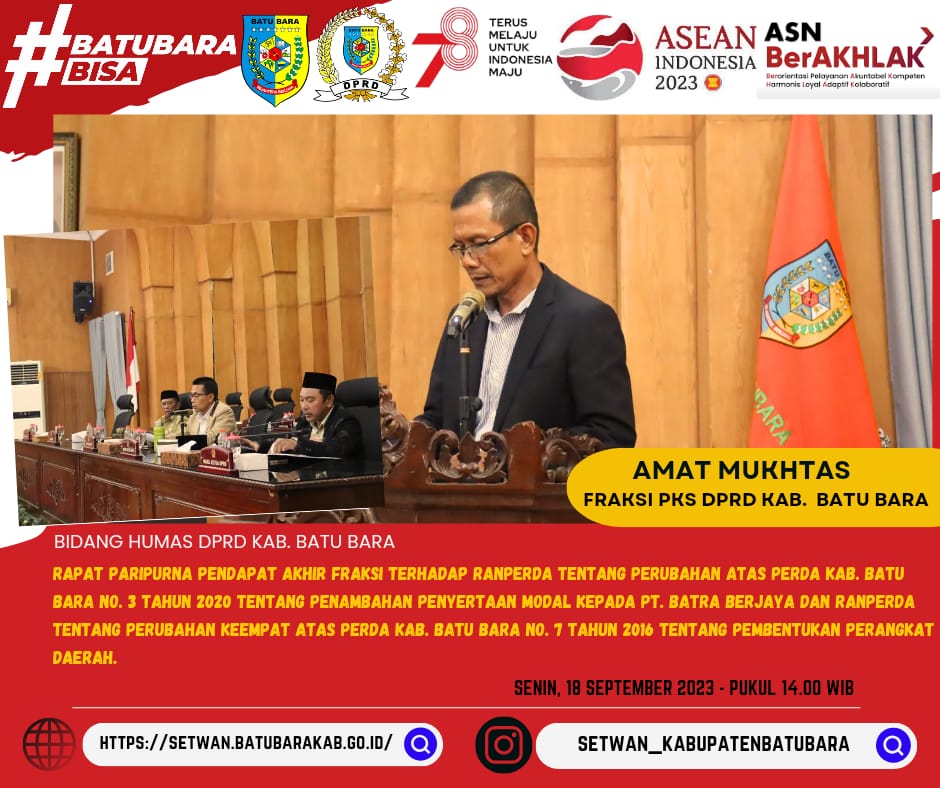 #BATUBARA
BISA
BATU BARA
DPRD
78
TERUS
MELAJU
UNTUK
INDONESIA
MAJU
ASEAN
INDONESIA
2023
ASN
BerAKHLAK
Berorientasi Pelayanan Akuntabel Kompeten
Harmonis Loyal Adaptif Kolaboratif
BATU BARA
UBARA
AMAT MUKHTAS
FRAKSI PKS DPRD KAB. BATU BARA
BIDANG HUMAS DPRD KAB. BATU BARA
RAPAT PARIPURNA PENDAPAT AKHIR FRAKSI TERHADAP RANPERDA TENTANG PERUBAHAN ATAS PERDA KAB. BATU
BARA NO. 3 TAHUN 2020 TENTANG PENAMBAHAN PENYERTAAN MODAL KEPADA PT. BATRA BERJAYA DAN RANPERDA
TENTANG PERUBAHAN KEEMPAT ATAS PERDA KAB. BATU BARA NO. 7 TAHUN 2016 TENTANG PEMBENTUKAN PERANGKAT
DAERAH.
SENIN, 18 SEPTEMBER 2023 - PUKUL 14.00 WIB
HTTPS://SETWAN.BATUBARAKAB.GO.ID/
SETWAN_KABUPATENBATUBARA